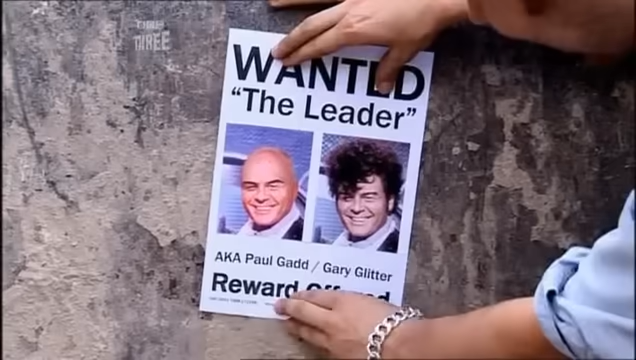 THREE
WANTED
“The Leader”
AKA Paul Gadd / Gary Glitter
Reward Offered